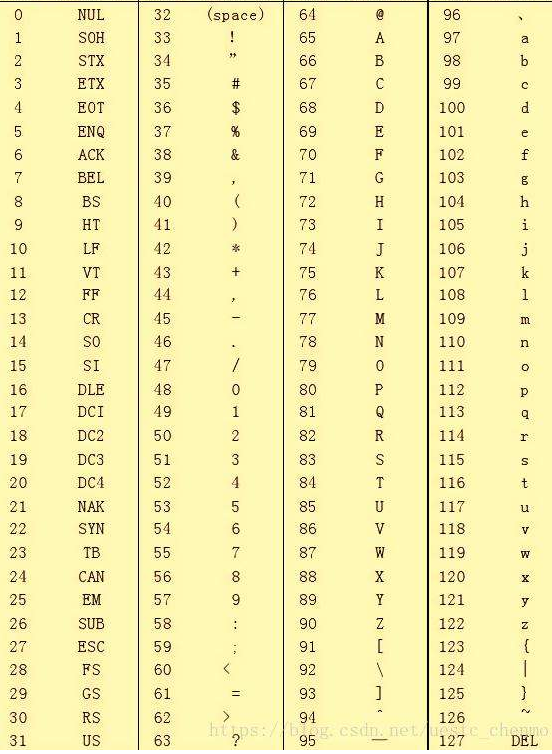 0 NUL 32 (space) 64 @ 96 、
1 SOH 33 ! 65 A 97 a
2 STX 34 ” 66 B 98 b
3 ETX 35 # 67 C 99 c
4 EOT 36 $ 68 D 100 d
5 ENQ 37 % 69 E 101 e
6 ACK 38 & 70 F 102 f
7 BEL 39 , 71 G 103 g
8 BS 40 ( 72 H 104 h
9 HT 41 ) 73 I 105 i
10 LF 42 * 74 J 106 j
11 VT 43 + 75 K 107 k
12 FF 44 , 76 L 108 l
13 CR 45 - 77 M 109 m
14 SO 46 . 78 N 110 n
15 SI 47 / 79 O 111 o
16 DLE 48 0 80 P 112 p
17 DCI 49 1 81 Q 113 q
18 DC2 50 2 82 R 114 r
19 DC3 51 3 83 S 115 s
20 DC4 52 4 84 T 116 t
21 NAK 53 5 85 U 117 u
22 SYN 54 6 86 V 118 v
23 TB 55 7 87 W 119 w
24 CAN 56 8 88 X 120 x
25 EM 57 9 89 Y 121 y
26 SUB 58 : 90 Z 122 z
27 ESC 59 ; 91 [ 123 {
28 FS 60 < 92 \ 124 |
29 GS 61 = 93 ] 125 }
30 RS 62 > 94 ^ 126 ~
31 US 63 ? 95 — 127 DEL
https://blog.csdn.net/uestc_chenmo